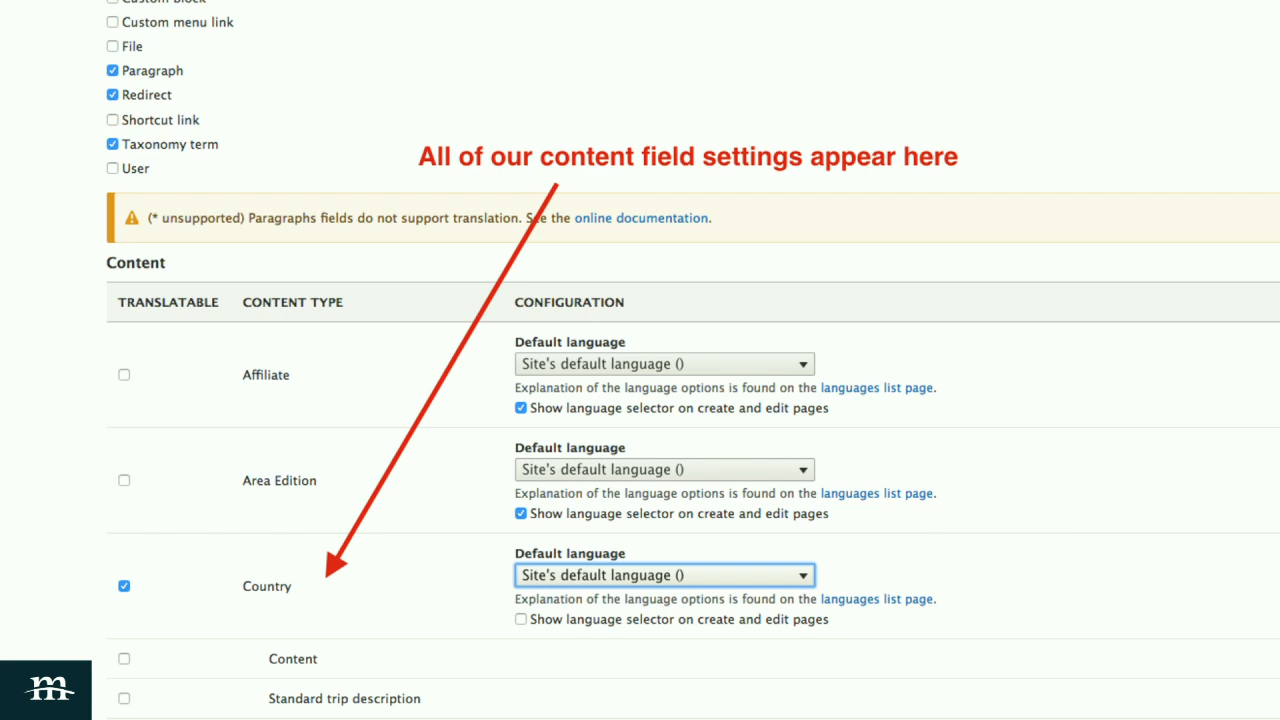 Custom block
Custom menu link
File
Paragraph
Redirect
Shortcut link
Taxonomy term
User
All of our content field settings appear here
(* unsupported) Paragraphs fields do not support translation. See the online documentation.
Content
TRANSLATABLE CONTENT TYPE CONFIGURATION
Default language
Site's default language ()
Affiliate
Explanation of the language options is found on the languages list page.
Show language selector on create and edit pages
Default language
Site's default language ()
Area Edition
Explanation of the language options is found on the languages list page.
Show language selector on create and edit pages
Default language
Site's default language ()
Country
Explanation of the language options is found on the languages list page.
Show language selector on create and edit pages
Content
Standard trip description
m